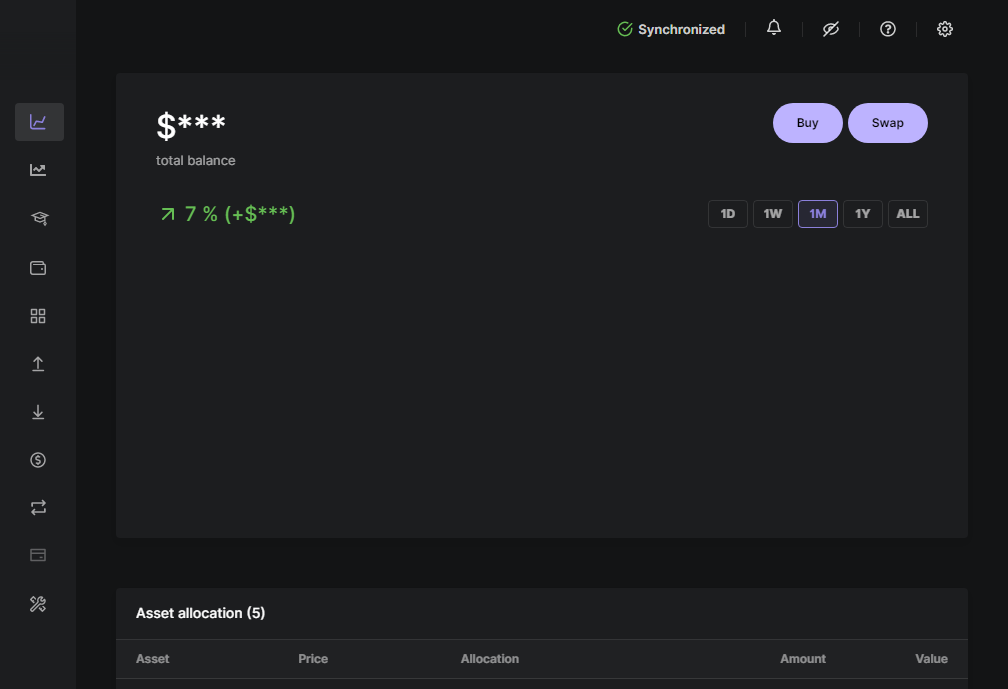 Synchronized
$***
Buy
Swap
total balance
7 % (+$***)
1D
1W
1M
1Y
ALL
Asset allocation (5)
Asset Price Allocation Amount Value